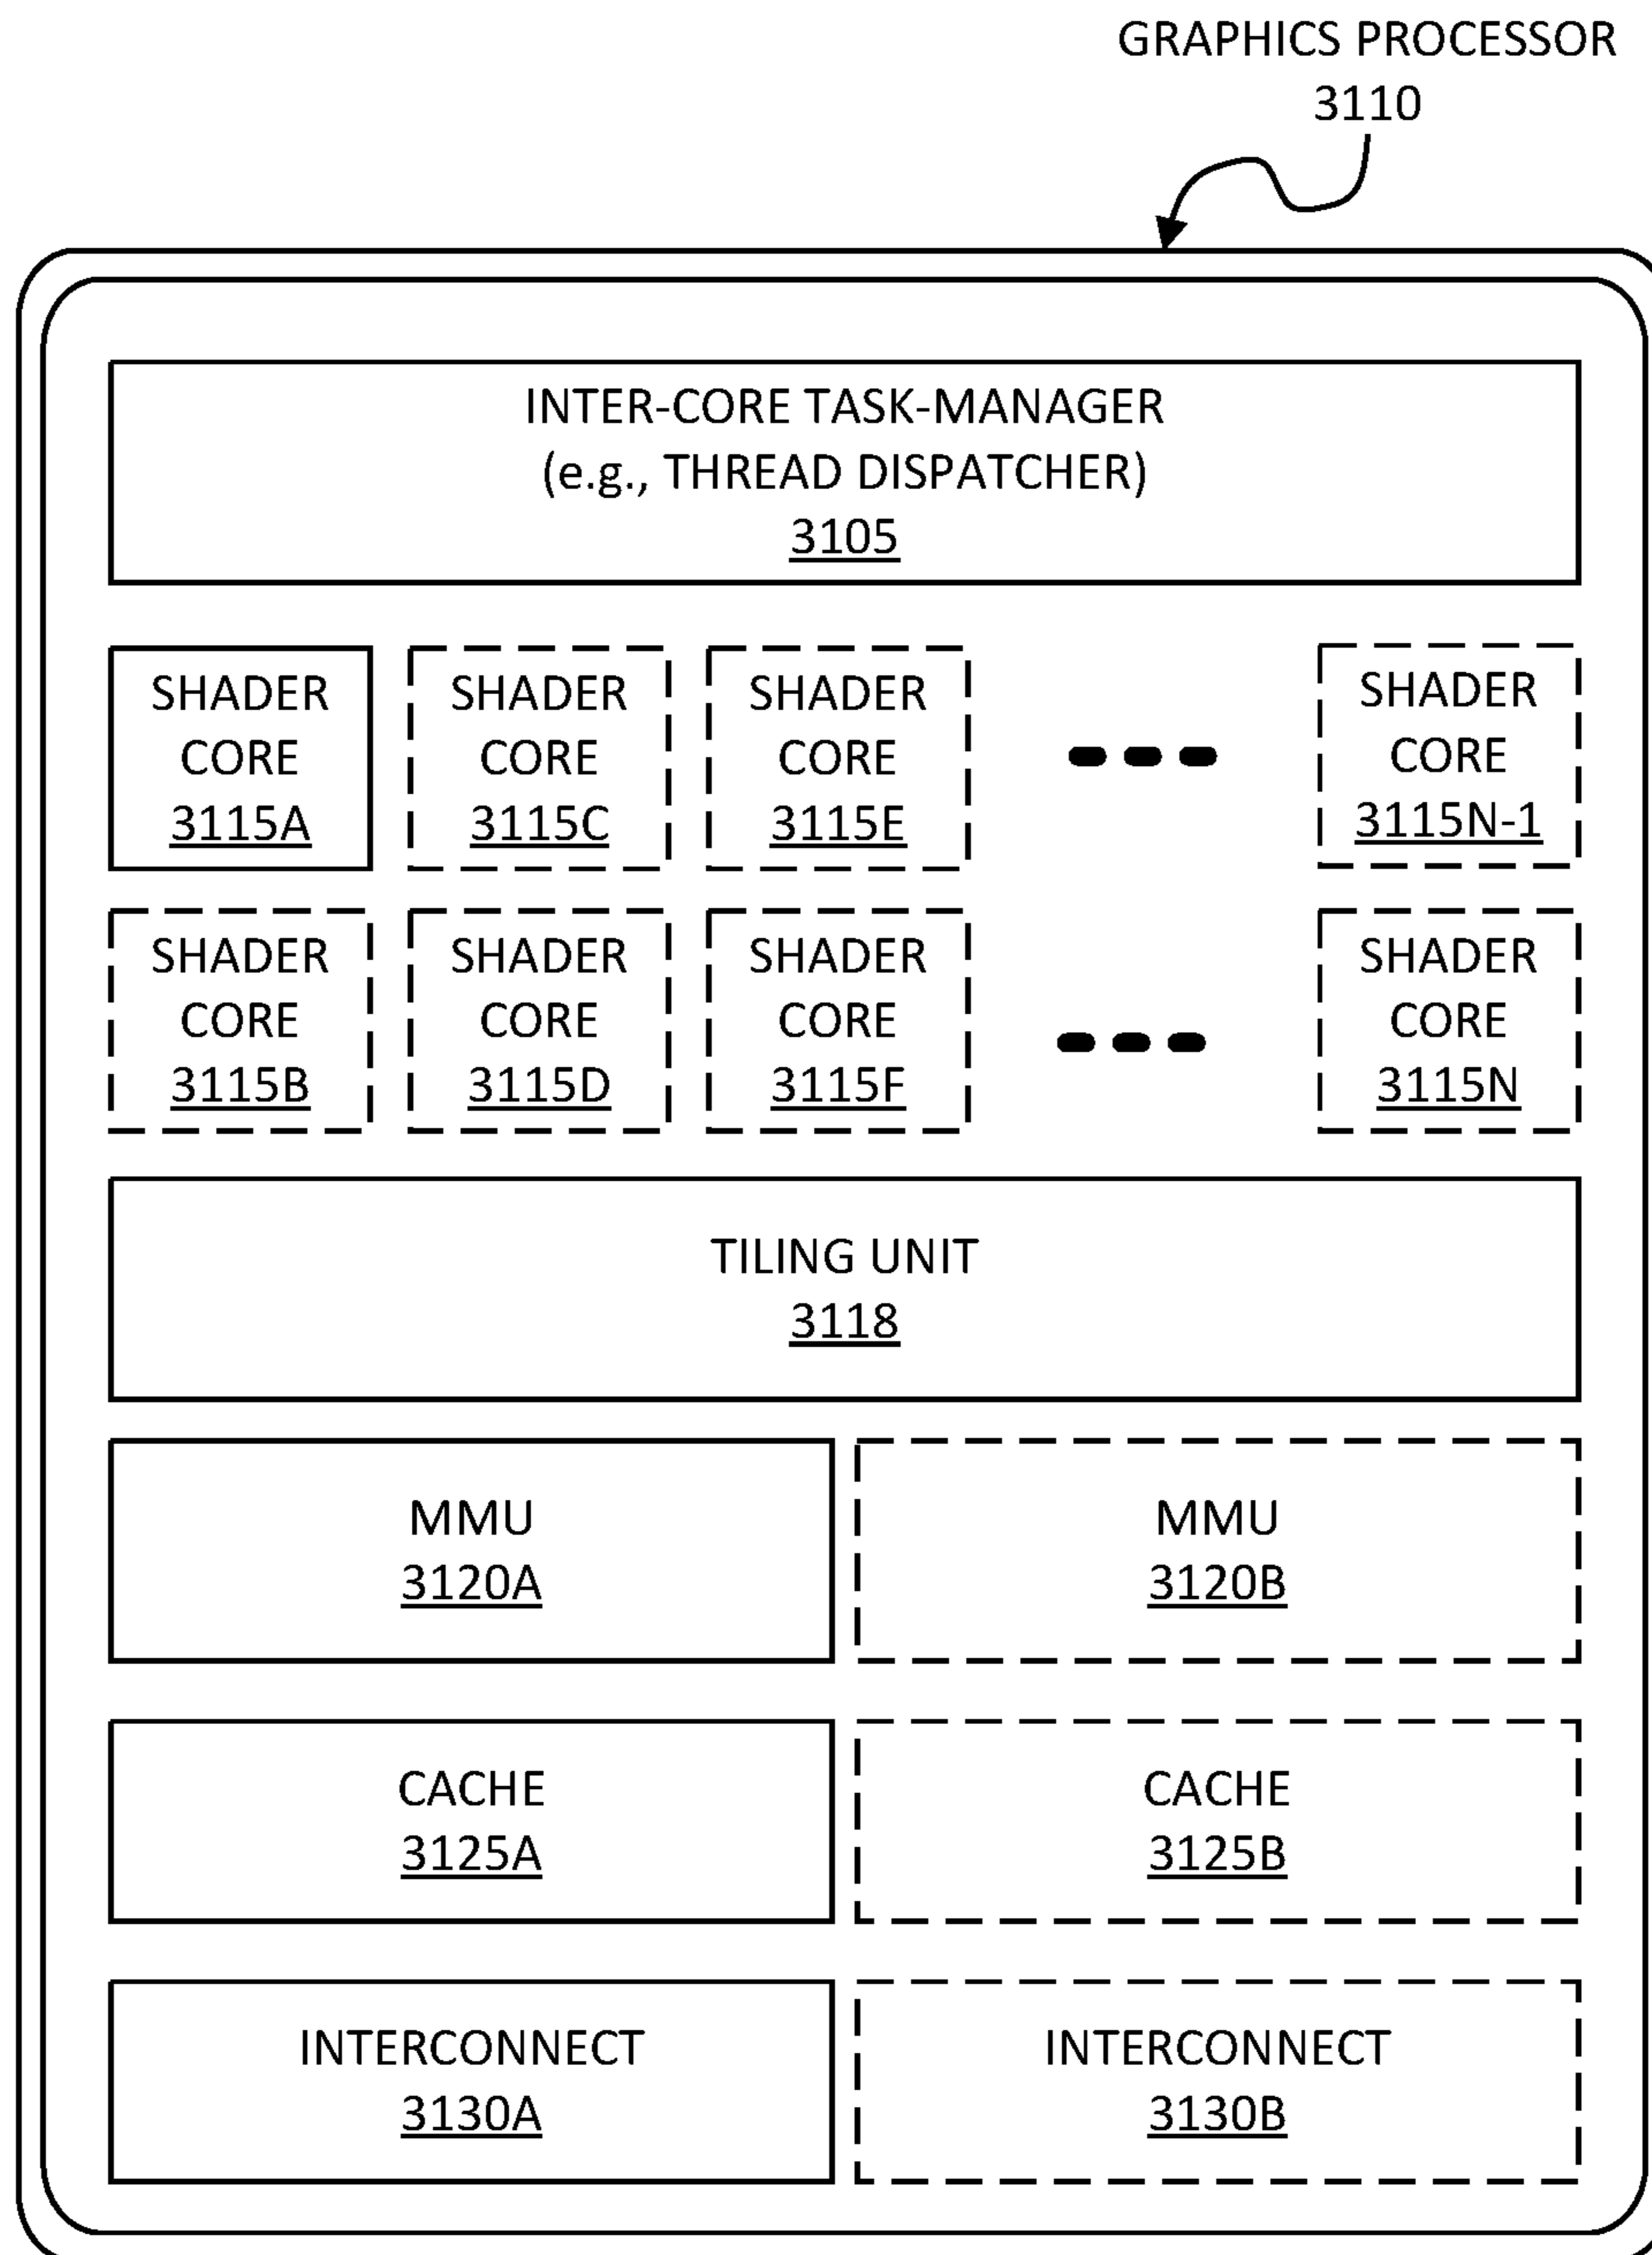 GRAPHICS PROCESSOR
3110
INTER-CORE TASK-MANAGER
(e.g., THREAD DISPATCHER)
3105
SHADER
CORE
3115A
SHADER
CORE
3115C
SHADER
CORE
3115E
SHADER
CORE
3115N-1
SHADER
CORE
3115B
SHADER
CORE
3115D
SHADER
CORE
3115F
SHADER
CORE
3115N
TILING UNIT
3118
MMU
3120A
MMU
3120B
CACHE
3125A
CACHE
3125B
INTERCONNECT
3130A
INTERCONNECT
3130B